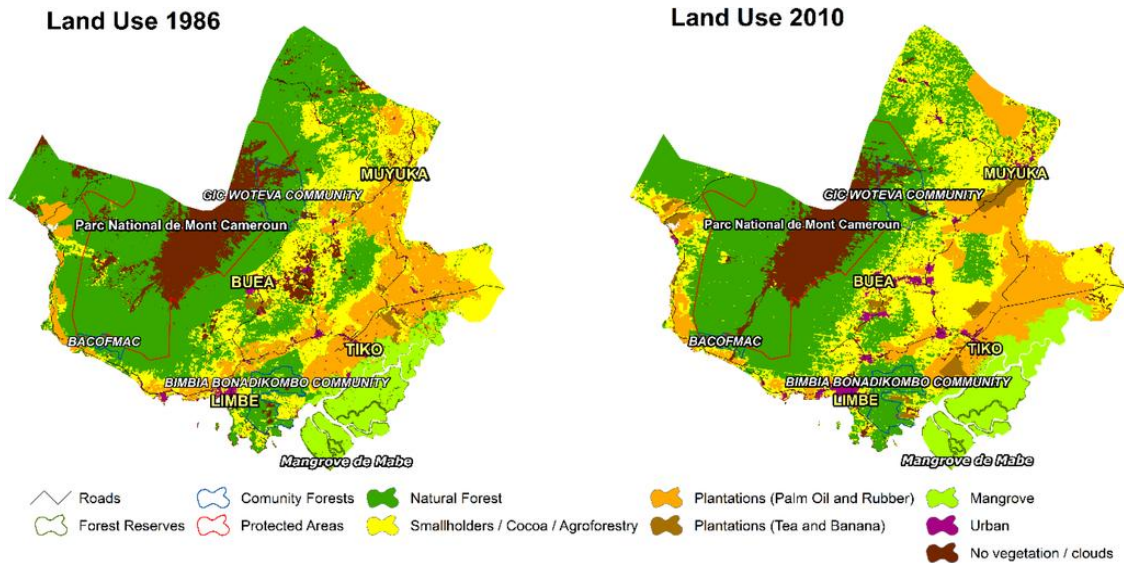 Land Use 1986
Land Use 2010
MUYUKA
GIC WOTEVA COMMUNITY
Parc National de Mont Cameroun
BUEA
BACOFMAC
TIKO
BIMBIA BONADIKOMBO COMMUNITY
LIMBE
Mangrove de Mabe
MUYUKA
GIC WOTEVA COMMUNITY
Parc National de Mont Cameroun
BUEA
BACOFMAC
TIKO
BIMBIA BONADIKOMBO COMMUNITY
LIMBE
Mangrove de Mabe
Roads
Comunity Forests
Natural Forest
Plantations (Palm Oil and Rubber)
Mangrove
Forest Reserves
Protected Areas
Smallholders / Cocoa / Agroforestry
Plantations (Tea and Banana)
Urban
No vegetation / clouds